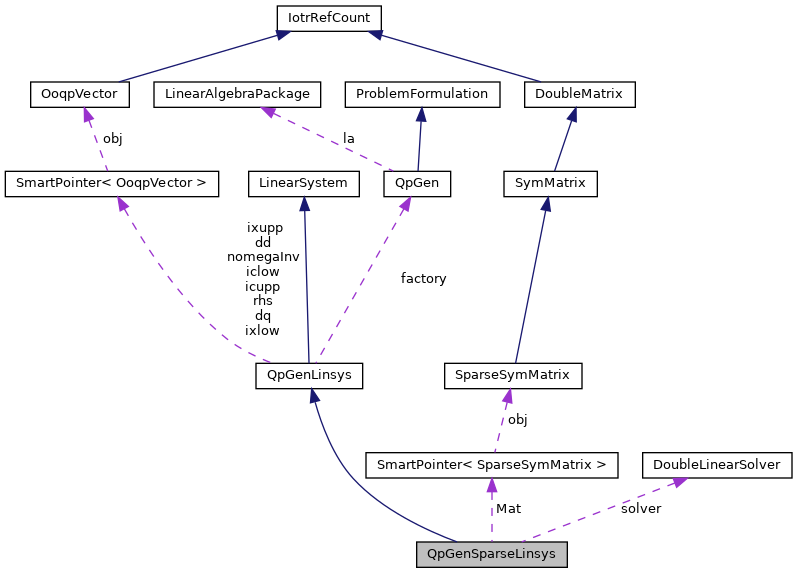 IotrRefCount
OoqpVector
LinearAlgebraPackage
ProblemFormulation
DoubleMatrix
obj
la
SmartPointer< OoqpVector >
LinearSystem
QpGen
SymMatrix
ixupp
dd
nomegaInv
iclow
icupp
rhs
dq
ixlow
factory
QpGenLinsys
SparseSymMatrix
obj
SmartPointer< SparseSymMatrix >
DoubleLinearSolver
Mat
solver
QpGenSparseLinsys